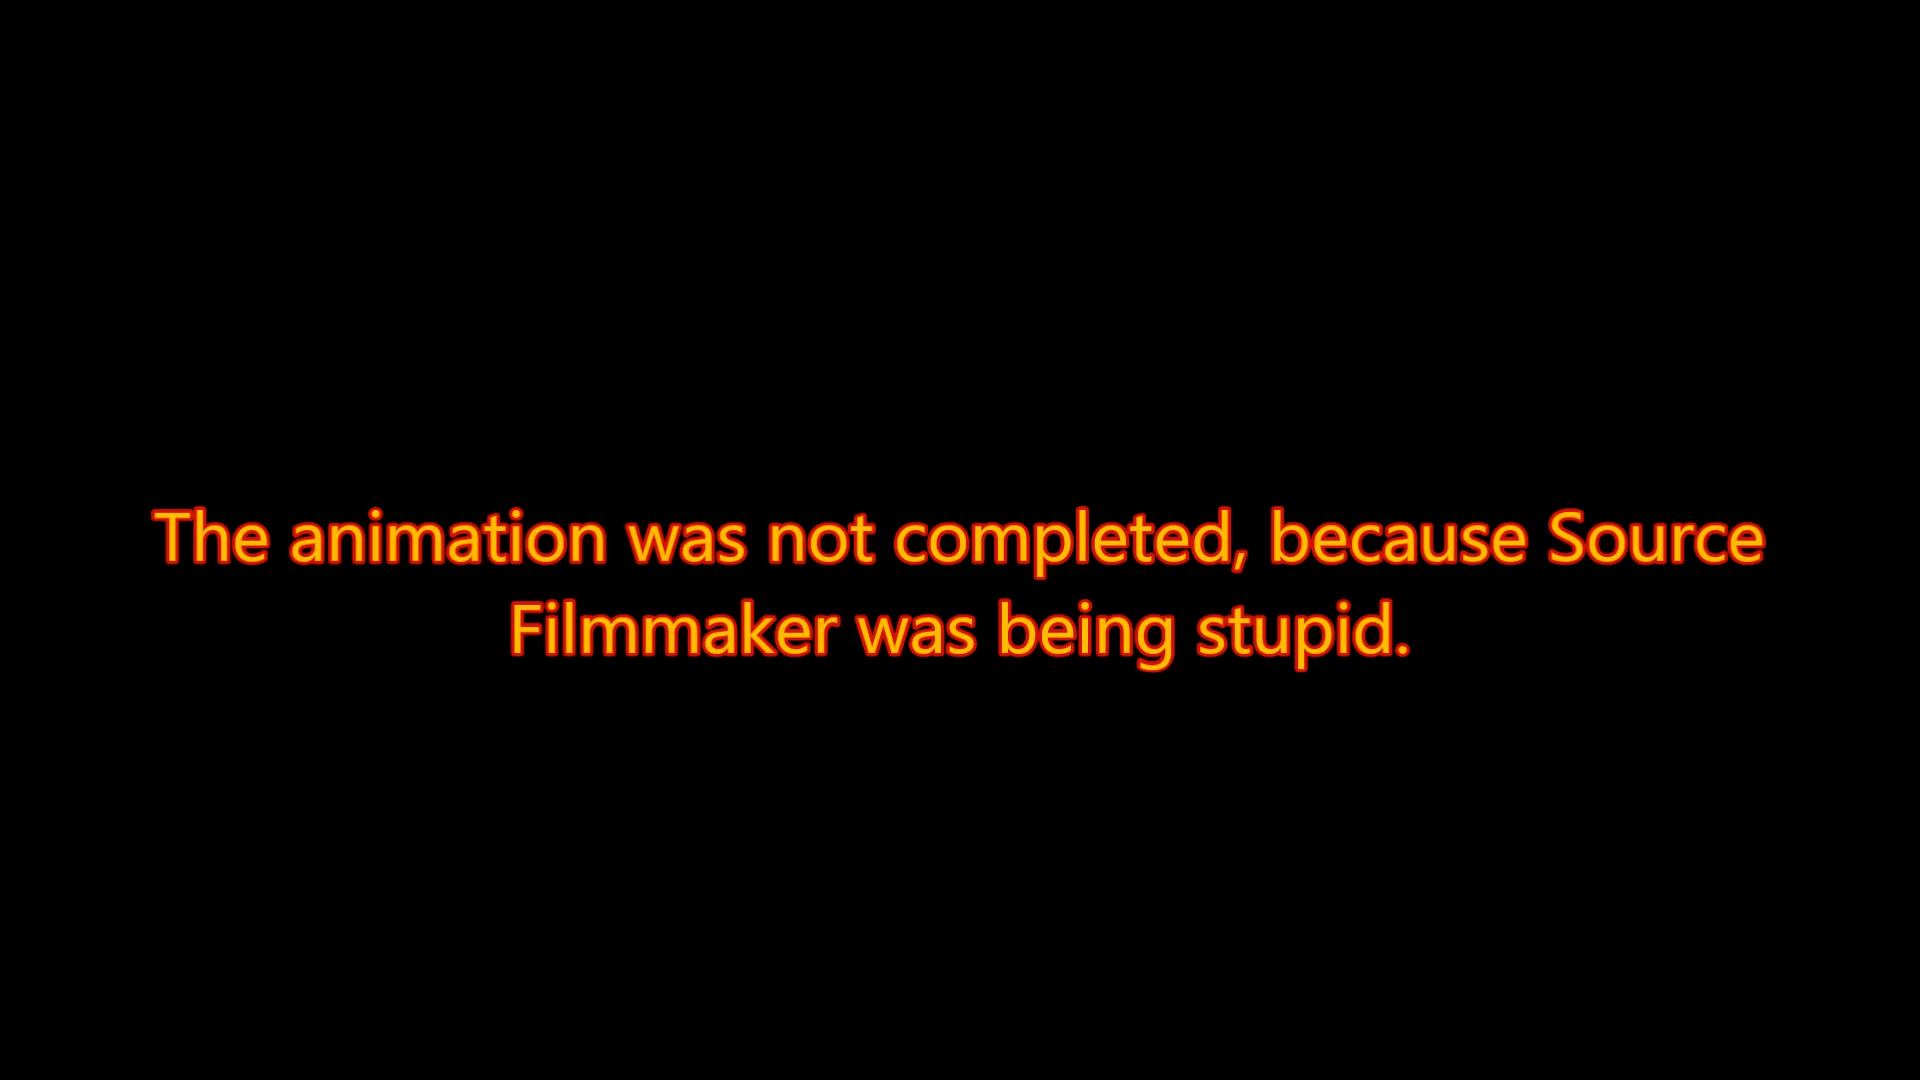 The animation was not completed, because Source
Filmmaker was being stupid.